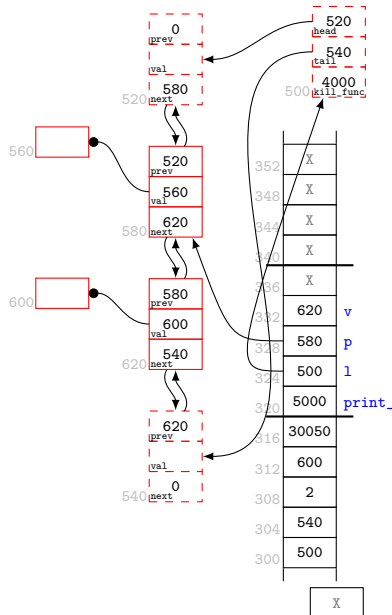 0
prev
val
580
520 next
520
head
540
tail
4000
500 kill_func
560
520
prev
560
val
620
580 next
600
580
prev
600
val
540
620 next
620
prev
val
0
540 next
352 X
348 X
344 X
340 X
336 X
332 620 v
328 580 p
324 500 l
320 5000 print_
316 30050
312 600
308 2
304 540
300 500
X